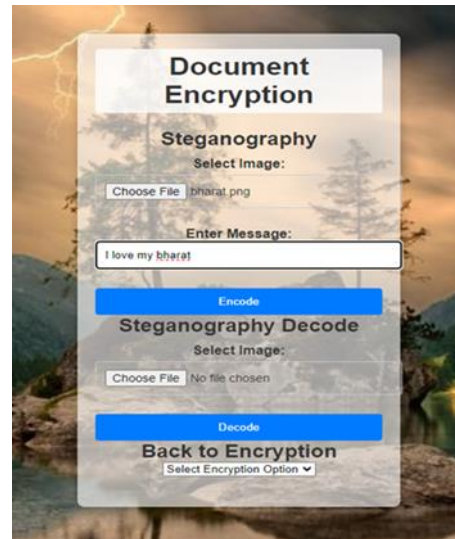 Document
Encryption
Steganography
Select Image:
Choose File bharat.png
Enter Message:
I love my bharat
Encode
Steganography Decode
Select Image:
Choose File No file chosen
Decode
Back to Encryption
Select Encryption Option